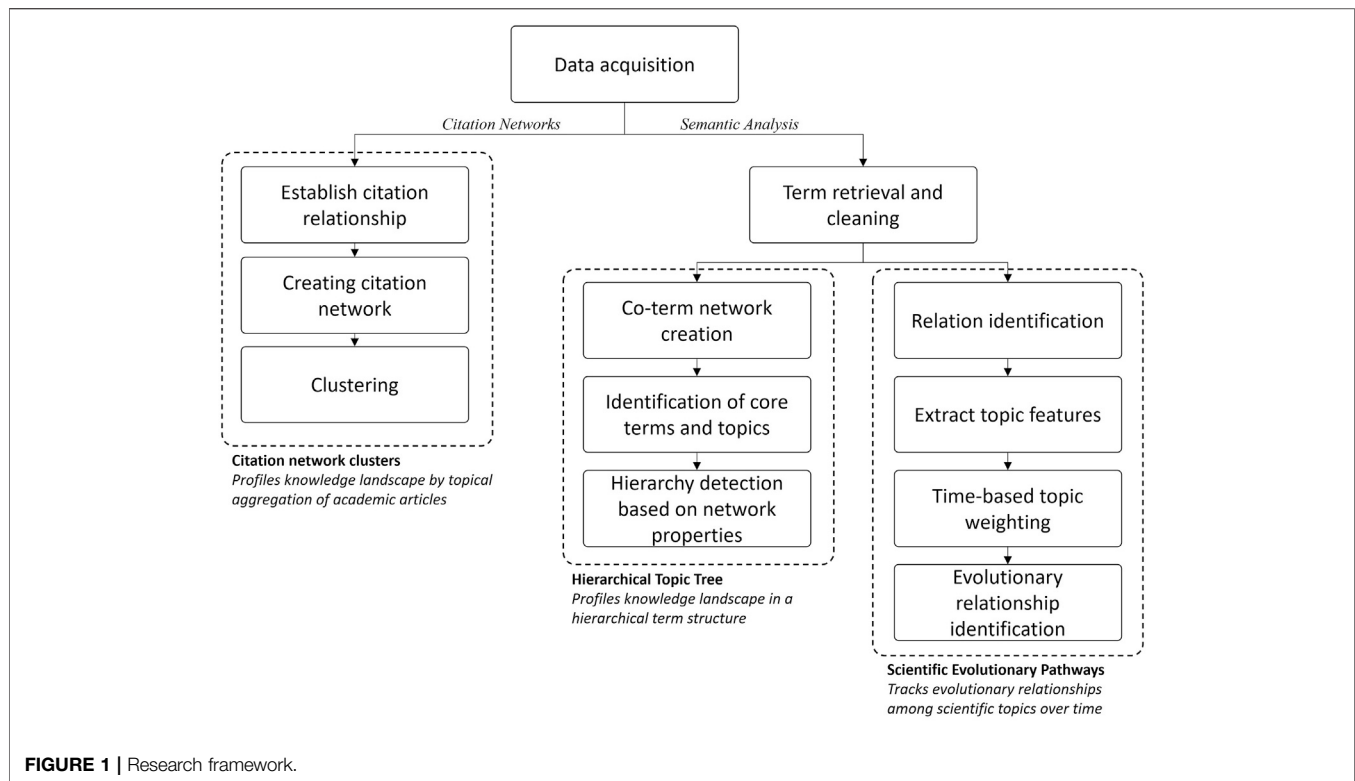 Data acquisition
Citation Networks
Semantic Analysis
Establish citation
relationship
Creating citation
network
Clustering
Citation network clusters
Profiles knowledge landscape by topical
aggregation of academic articles
Term retrieval and
cleaning
Co-term network
creation
Identification of core
terms and topics
Hierarchy detection
based on network
properties
Hierarchical Topic Tree
Profiles knowledge landscape in a
hierarchical term structure
Relation identification
Extract topic features
Time-based topic
weighting
Evolutionary
relationship
identification
Scientific Evolutionary Pathways
Tracks evolutionary relationships
among scientific topics over time
FIGURE 1 | Research framework.